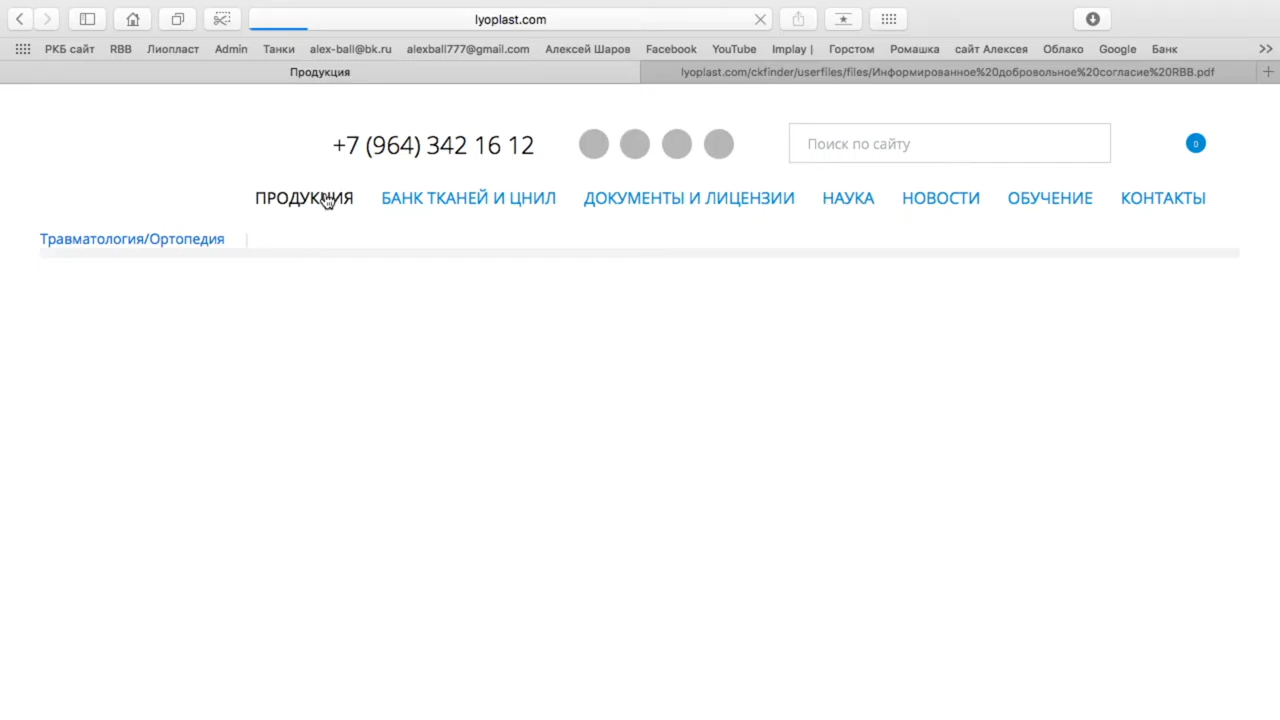 lyoplast.com
РКБ сайт RBB Лиопласт Admin Танки alex-ball@bk.ru alexball777@gmail.com Алексей Шаров Facebook YouTube Implay | Горстом Ромашка сайт Алексея Облако Google Банк
Продукция lyoplast.com/ckfinder/userfiles/files/Информированное%20добровольное%20согласие%20RBB.pdf
+7 (964) 342 16 12 Поиск по сайту 0
ПРОДУКЦИЯ БАНК ТКАНЕЙ И ЦНИЛ ДОКУМЕНТЫ И ЛИЦЕНЗИИ НАУКА НОВОСТИ ОБУЧЕНИЕ КОНТАКТЫ
Травматология/Ортопедия |